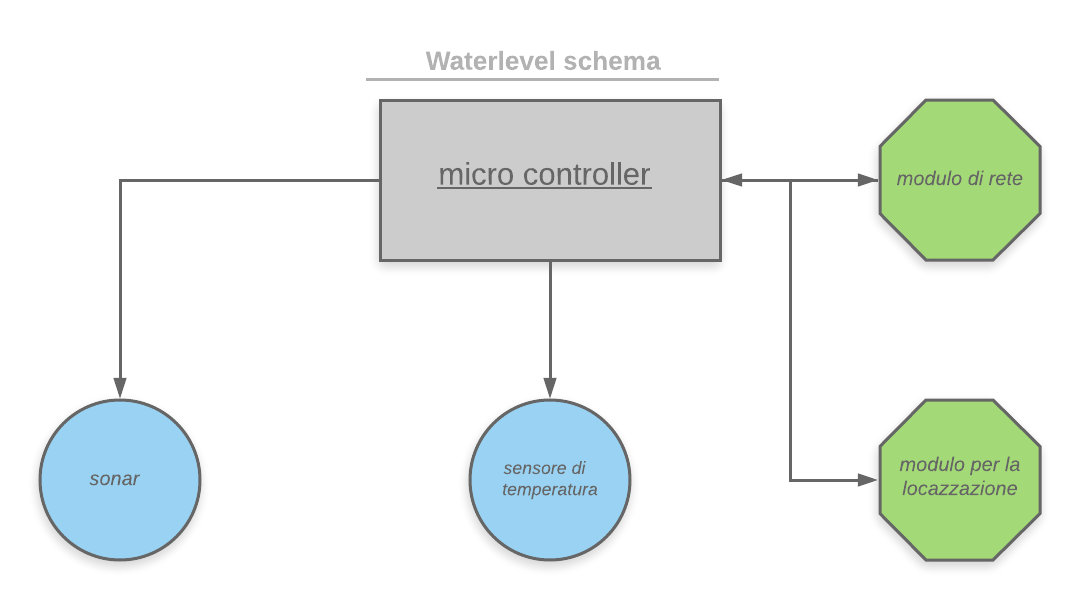 Waterlevel schema
micro controller
modulo di rete
sonar
sensore di
temperatura
modulo per la
locazzazione